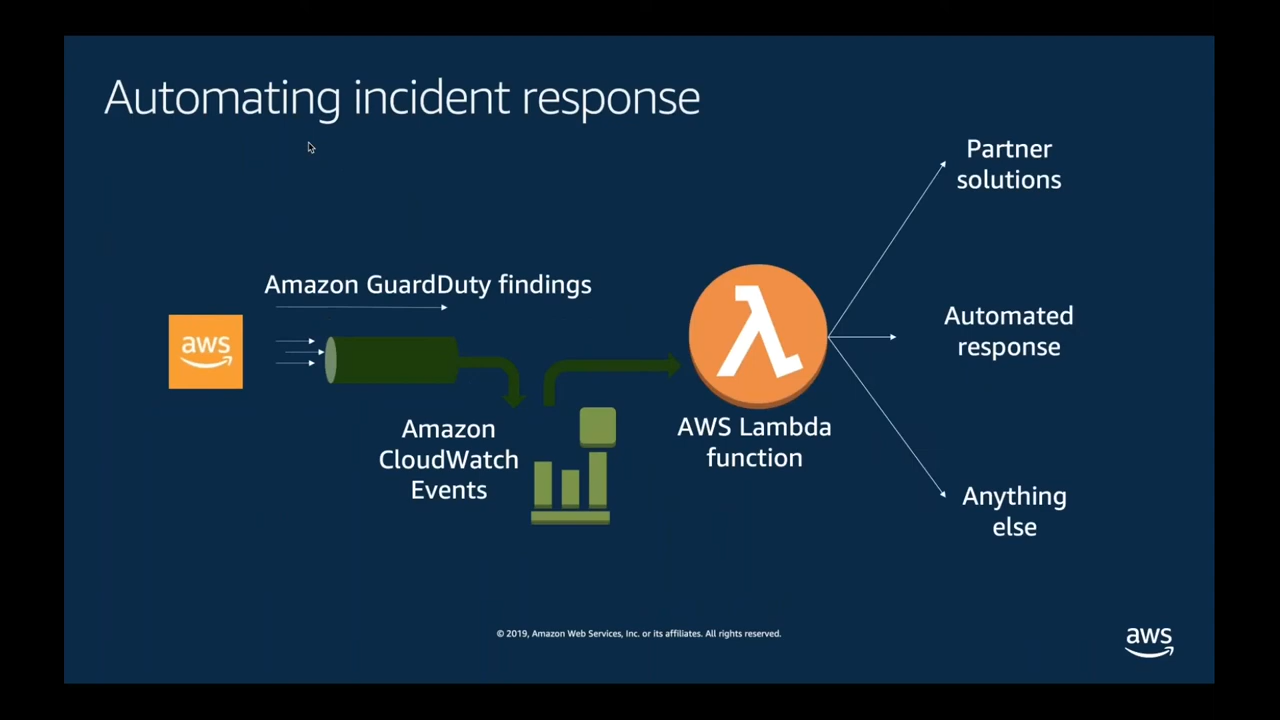 Automating incident response
Partner
solutions
Amazon GuardDuty findings
aws
Automated
response
Amazon
CloudWatch
Events
AWS Lambda
function
Anything
else
© 2019, Amazon Web Services, Inc. or its affiliates. All rights reserved.
aws